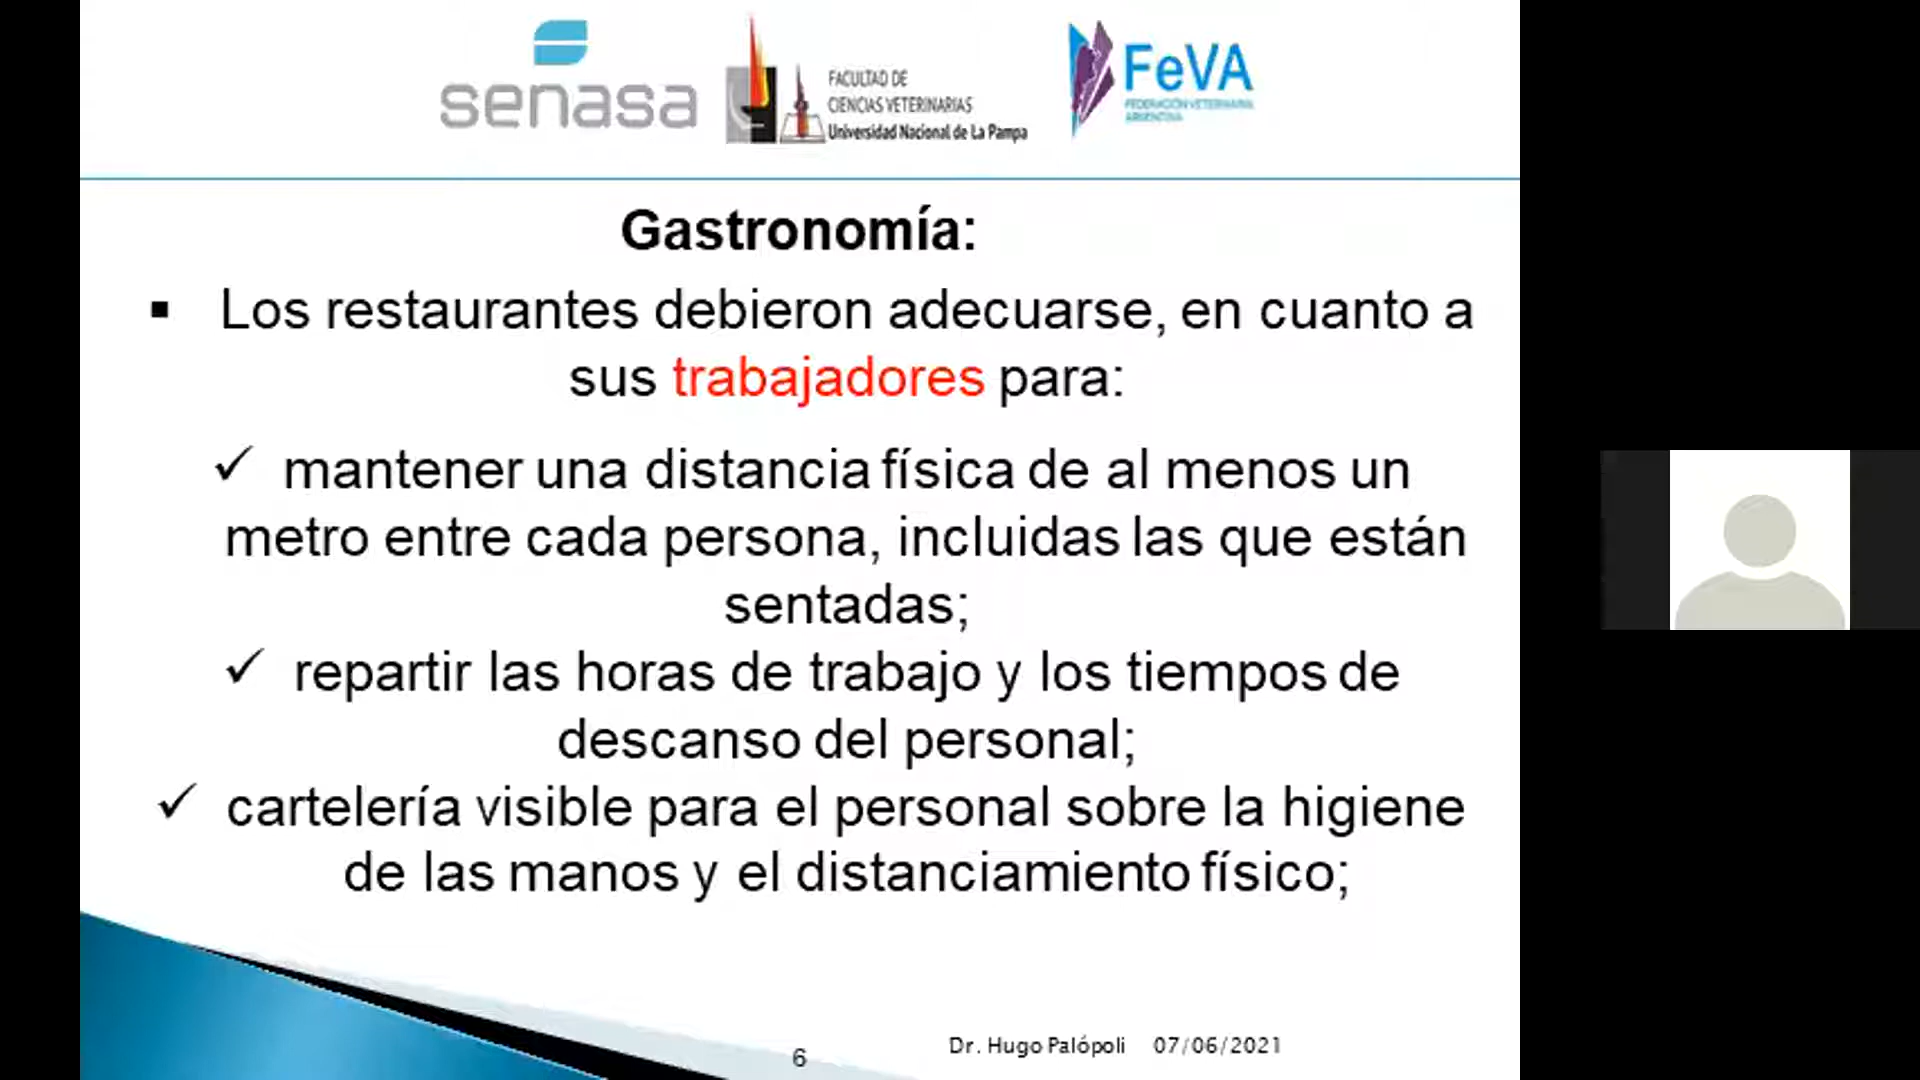 senasa
FACULTAD DE
CIENCIAS VETERINARIAS
Universidad Nacional de La Pampa
FeVA
FEDERACIÓN VETERINARIA
ARGENTINA
Gastronomía:
▪ Los restaurantes debieron adecuarse, en cuanto a
sus trabajadores para:
✓ mantener una distancia física de al menos un
metro entre cada persona, incluidas las que están
sentadas;
✓ repartir las horas de trabajo y los tiempos de
descanso del personal;
✓ cartelería visible para el personal sobre la higiene
de las manos y el distanciamiento físico;
6
Dr. Hugo Palópoli 07/06/2021